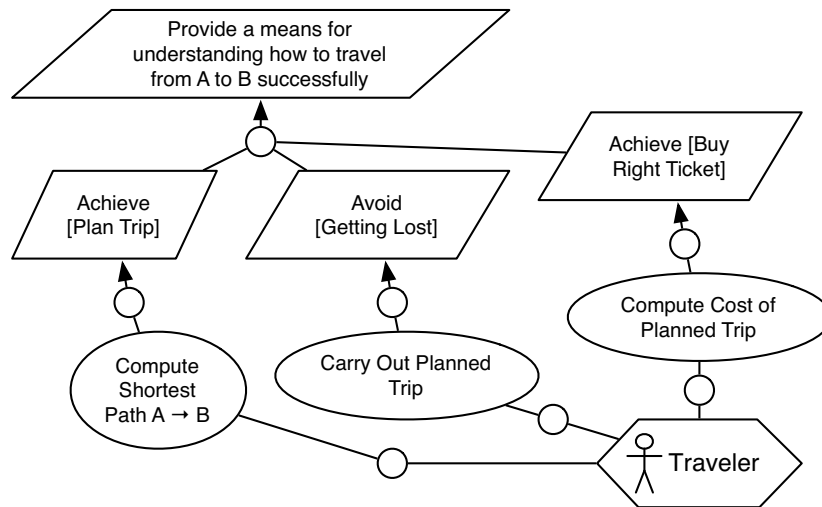 Provide a means for
understanding how to travel
from A to B successfully
Achieve [Buy
Right Ticket]
Achieve
[Plan Trip]
Avoid
[Getting Lost]
Compute Cost of
Planned Trip
Compute
Shortest
Path A → B
Carry Out Planned
Trip
Traveler